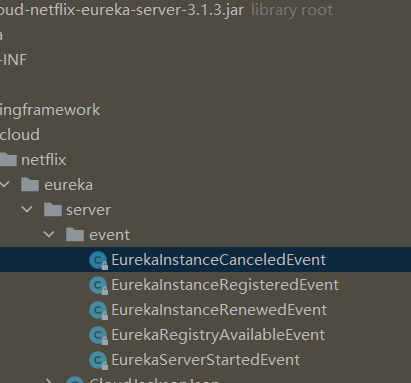 oud-netflix-eureka-server-3.1.3.jar library root
a
-INF
ingframework
cloud
netflix
eureka
server
event
EurekaInstanceCanceledEvent
EurekaInstanceRegisteredEvent
EurekaInstanceRenewedEvent
EurekaRegistryAvailableEvent
EurekaServerStartedEvent
CloudJacksonJson